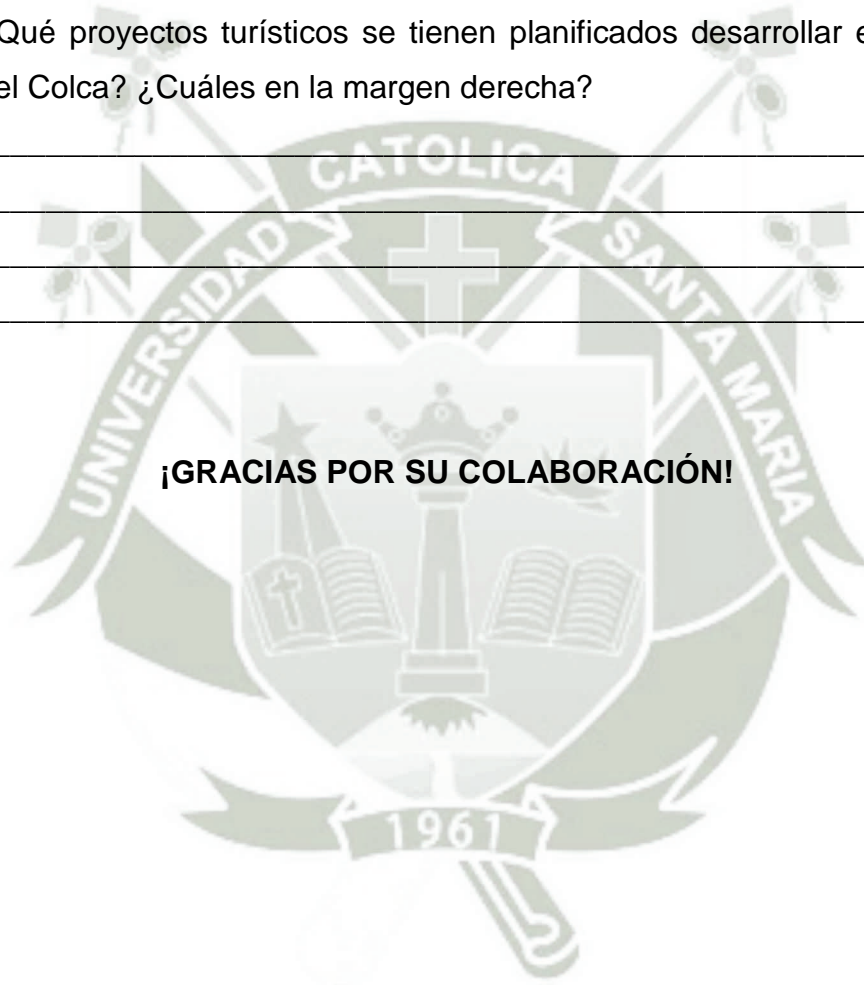 Qué proyectos turísticos se tienen planificados desarrollar e
el Colca? ¿Cuáles en la margen derecha?
CATOLICA
UNIVERSIDAD
SANTA MARIA
¡GRACIAS POR SU COLABORACIÓN!
1961